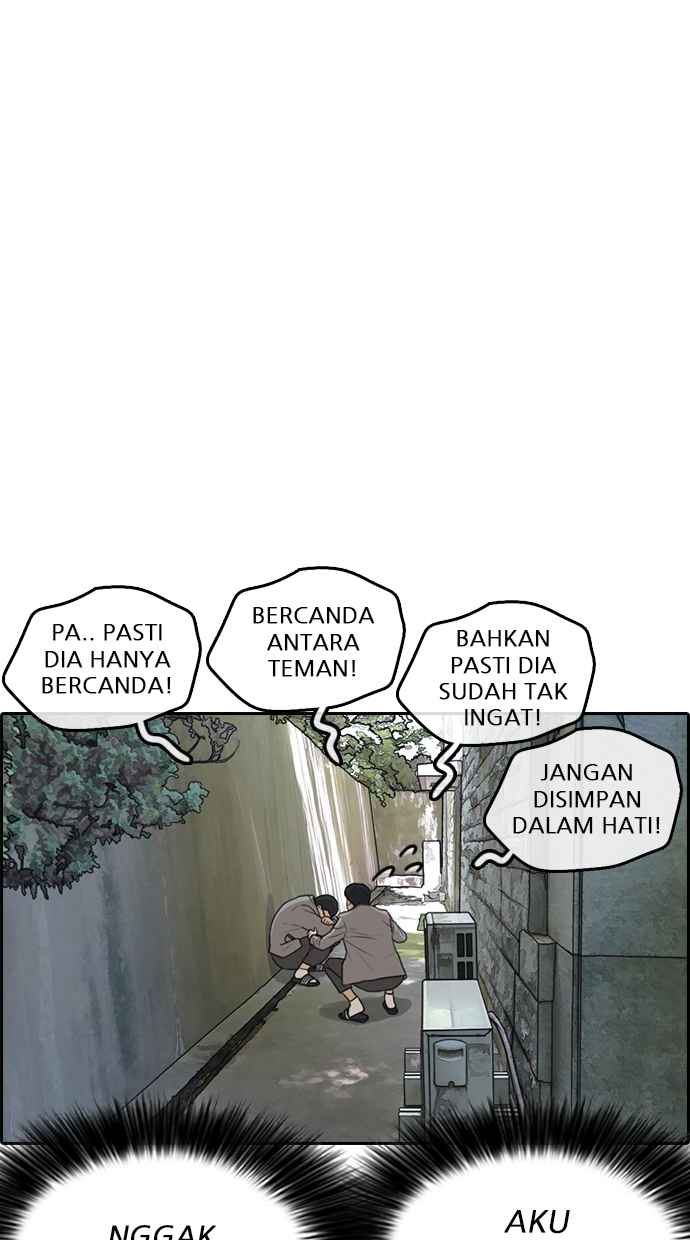 PA.. PASTI
DIA HANYA
BERCANDA!
BERCANDA
ANTARA
TEMAN!
BAHKAN
PASTI DIA
SUDAH TAK
INGAT!
JANGAN
DISIMPAN
DALAM HATI!
NGGAK
AKU